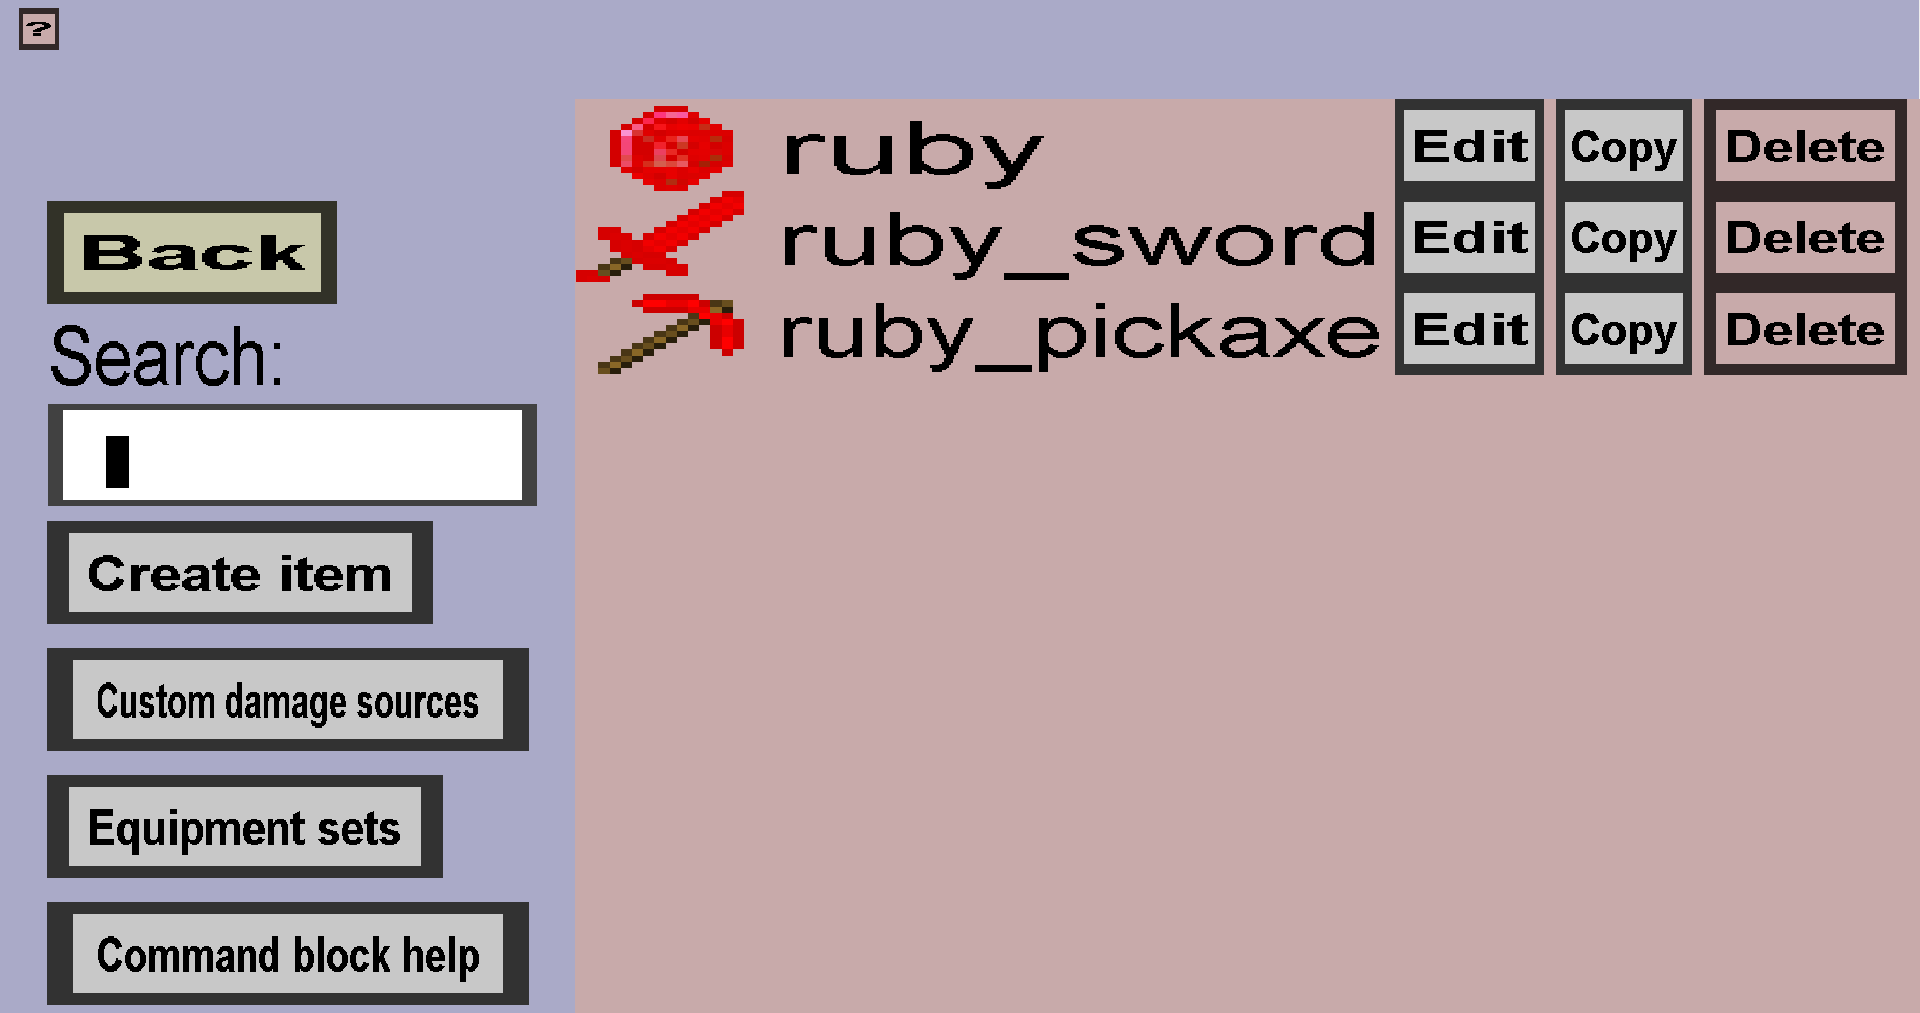 ?
Back
Search:
Create item
Custom damage sources
Equipment sets
Command block help
ruby Edit Copy Delete
ruby_sword Edit Copy Delete
ruby_pickaxe Edit Copy Delete